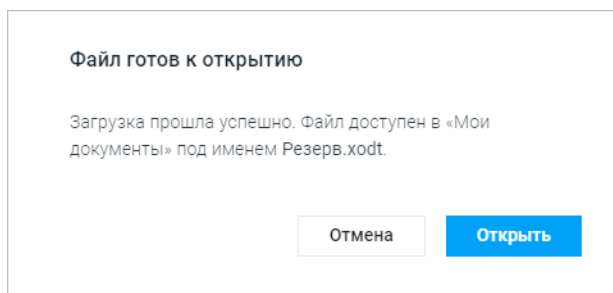 Файл готов к открытию
Загрузка прошла успешно. Файл доступен в «Мои
документы» под именем Резерв.xodt.
Отмена
Открыть